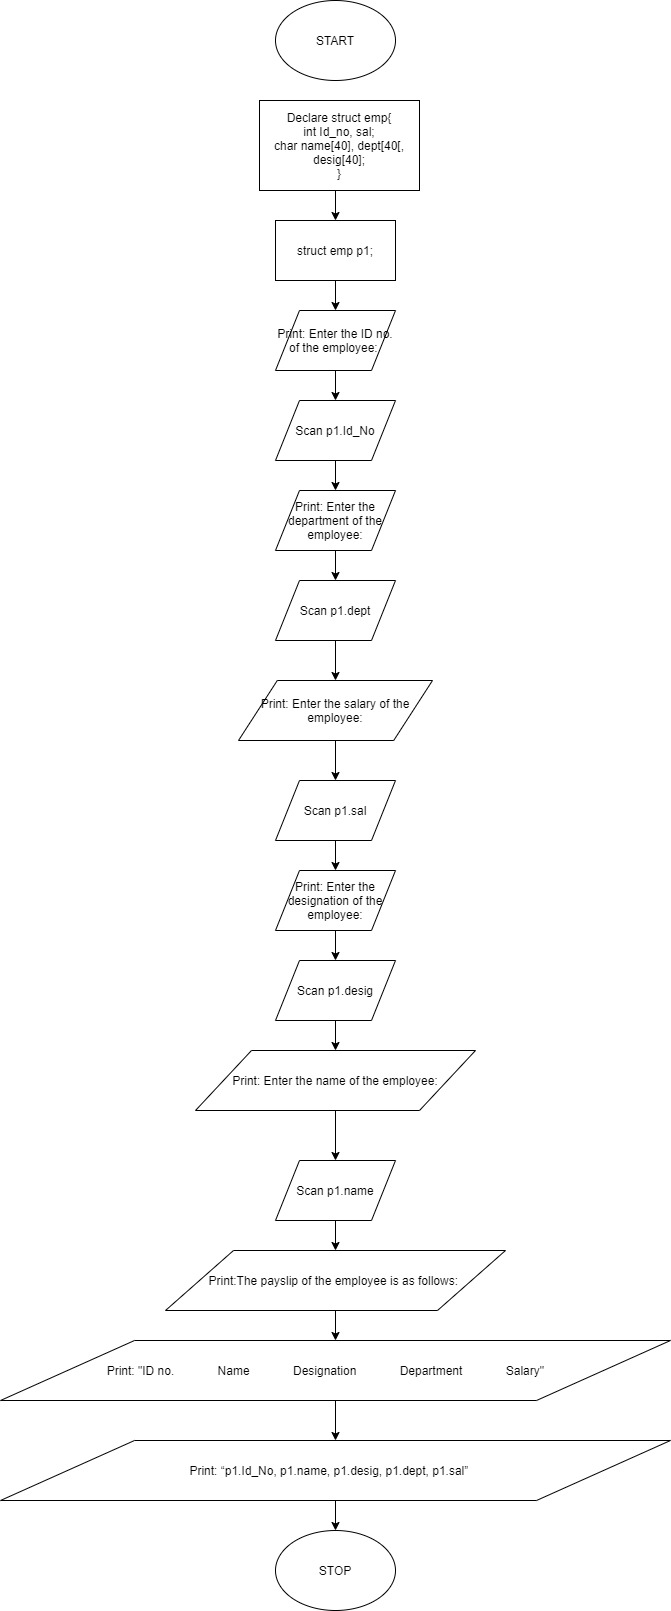 START
Declare struct emp{
int Id_no, sal;
char name[40], dept[40[,
desig[40];
}
struct emp p1;
Print: Enter the ID no.
of the employee:
Scan p1.Id_No
Print: Enter the
department of the
employee:
Scan p1.dept
Print: Enter the salary of the
employee:
Scan p1.sal
Print: Enter the
designation of the
employee:
Scan p1.desig
Print: Enter the name of the employee:
Scan p1.name
Print:The payslip of the employee is as follows:
Print: "ID no. Name Designation Department Salary"
Print: “p1.Id_No, p1.name, p1.desig, p1.dept, p1.sal”
STOP